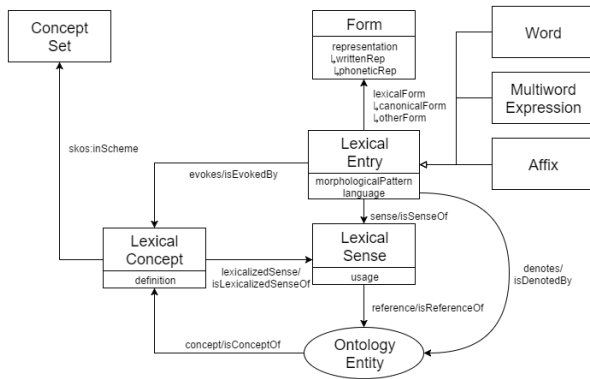 Concept
Set
Form
representation
↳writtenRep
↳phoneticRep
Word
Multiword
Expression
Affix
lexicalForm
↳canonicalForm
↳otherForm
skos:inScheme
Lexical
Entry
morphologicalPattern
language
evokes/isEvokedBy
sense/isSenseOf
Lexical
Concept
definition
lexicalizedSense/
isLexicalizedSenseOf
Lexical
Sense
usage
denotes/
isDenotedBy
reference/isReferenceOf
concept/isConceptOf
Ontology
Entity